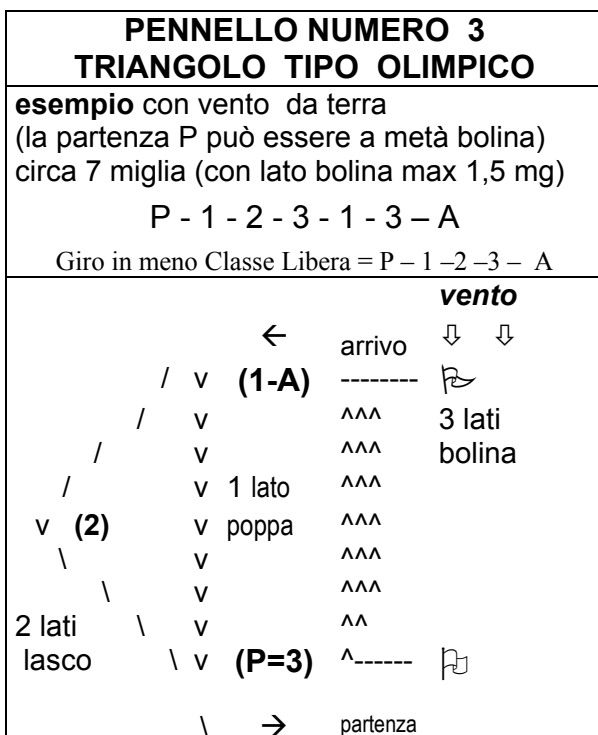 PENNELLO NUMERO 3
TRIANGOLO TIPO OLIMPICO
esempio con vento da terra
(la partenza P può essere a metà bolina)
circa 7 miglia (con lato bolina max 1,5 mg)
P - 1 - 2 - 3 - 1 - 3 – A
Giro in meno Classe Libera = P – 1 –2 –3 – A
vento
← arrivo ⇩ ⇩
/ v (1-A) --------
/ v ^^^ 3 lati
/ v ^^^ bolina
/ v 1 lato ^^^
v (2) v poppa ^^^
\ v ^^^
\ v ^^^
2 lati \ v ^^
lasco \ v (P=3) ^------
\ → partenza